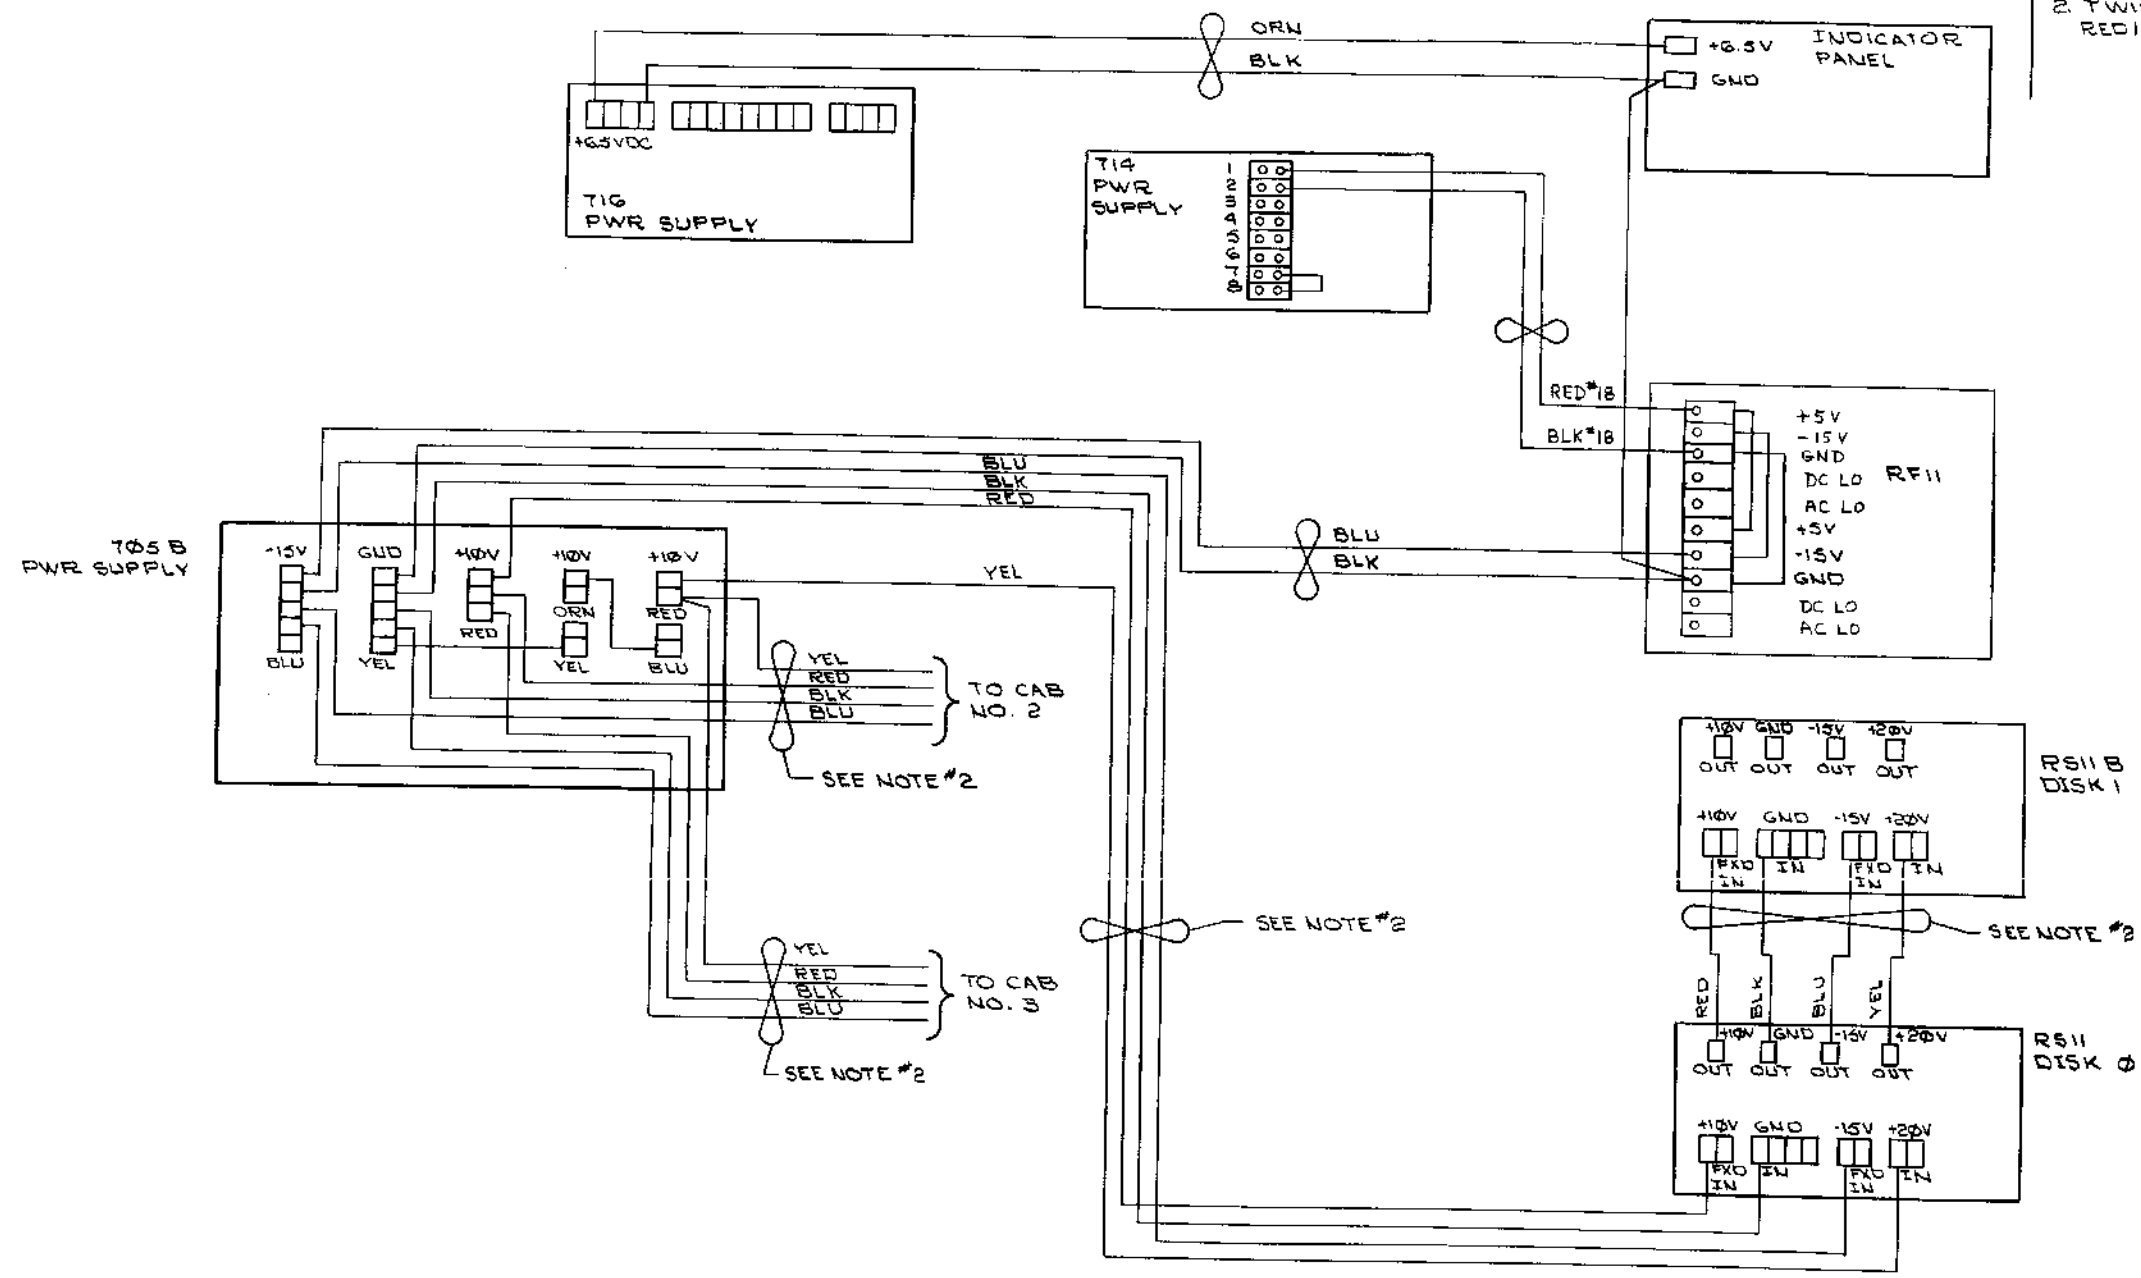 ORN
BLK
+6.5V
GND
INDICATOR
PANEL
2. TWI
RED,
+6.5VDC
716
PWR SUPPLY
714
PWR
SUPPLY
1
2
3
4
5
6
7
8
RED #18
BLK #18
+5V
-15V
GND
DC LO
AC LO
+5V
-15V
GND
DC LO
AC LO
RF11
BLU
BLK
RED
BLU
BLK
YEL
705 B
PWR SUPPLY
-15V
GND
+10V
+10V
+10V
ORN
RED
RED
BLU
YEL
YEL
BLU
YEL
RED
BLK
BLU
TO CAB
NO. 2
SEE NOTE #2
YEL
RED
BLK
BLU
TO CAB
NO. 3
SEE NOTE #2
SEE NOTE #2
+10V GND -15V +20V
OUT OUT OUT OUT
RS11 B
DISK 1
+10V GND -15V +20V
FXD IN FXD IN
IN IN
SEE NOTE #2
RED
BLK
BLU
YEL
+10V GND -15V +20V
OUT OUT OUT OUT
RS11
DISK Ø
+10V GND -15V +20V
FXD IN FXD IN
IN IN